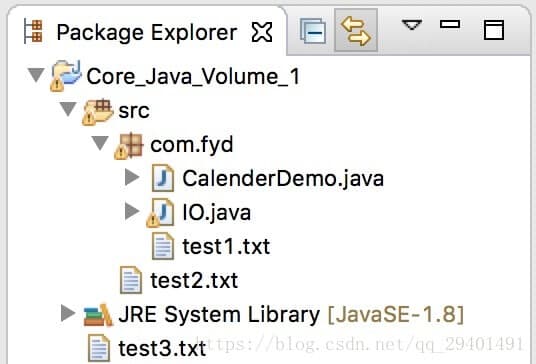 Package Explorer
Core_Java_Volume_1
src
com.fyd
CalenderDemo.java
IO.java
test1.txt
test2.txt
JRE System Library [JavaSE-1.8]
https://blog.csdn.net/qq_29401491
test3.txt